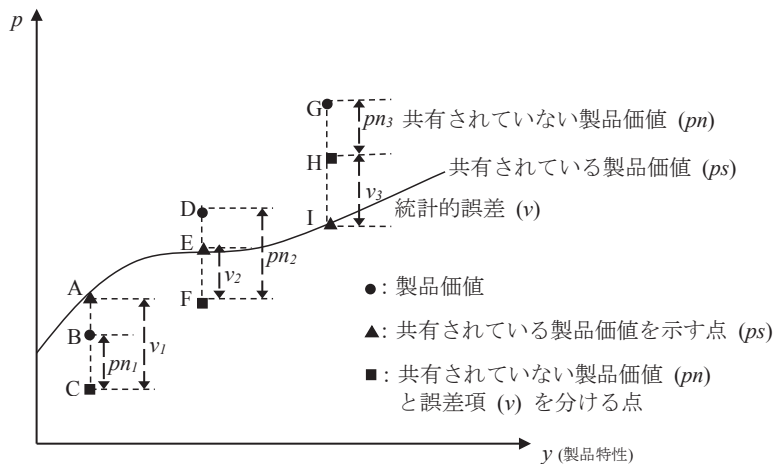 p
G
pn3 共有されていない製品価値 (pn)
H
共有されている製品価値 (ps)
v3
統計的誤差 (v)
I
D
E
pn2
v2
F
A
B
v1
pn1
C
●: 製品価値
▲: 共有されている製品価値を示す点 (ps)
■: 共有されていない製品価値 (pn)
と誤差項 (v) を分ける点
y (製品特性)